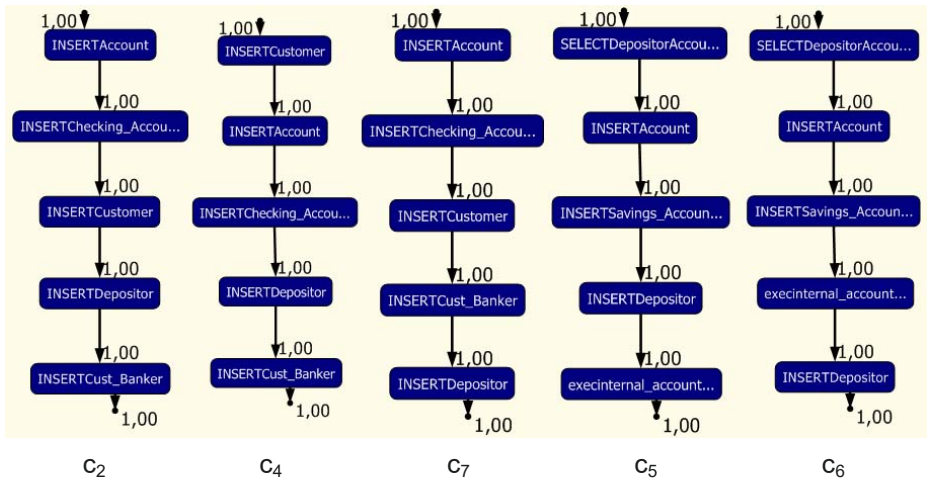 1,00
INSERTAccount
1,00
INSERTChecking_Accou...
1,00
INSERTCustomer
1,00
INSERTDepositor
1,00
INSERTCust_Banker
1,00
c2
1,00
INSERTCustomer
1,00
INSERTAccount
1,00
INSERTChecking_Accou...
1,00
INSERTDepositor
1,00
INSERTCust_Banker
1,00
c4
1,00
INSERTAccount
1,00
INSERTChecking_Accou...
1,00
INSERTCustomer
1,00
INSERTCust_Banker
1,00
INSERTDepositor
1,00
c7
1,00
SELECTDepositorAccou...
1,00
INSERTAccount
1,00
INSERTSavings_Accoun...
1,00
INSERTDepositor
1,00
execinternal_account...
1,00
c5
1,00
SELECTDepositorAccou...
1,00
INSERTAccount
1,00
INSERTSavings_Accoun...
1,00
execinternal_account...
1,00
INSERTDepositor
1,00
c6